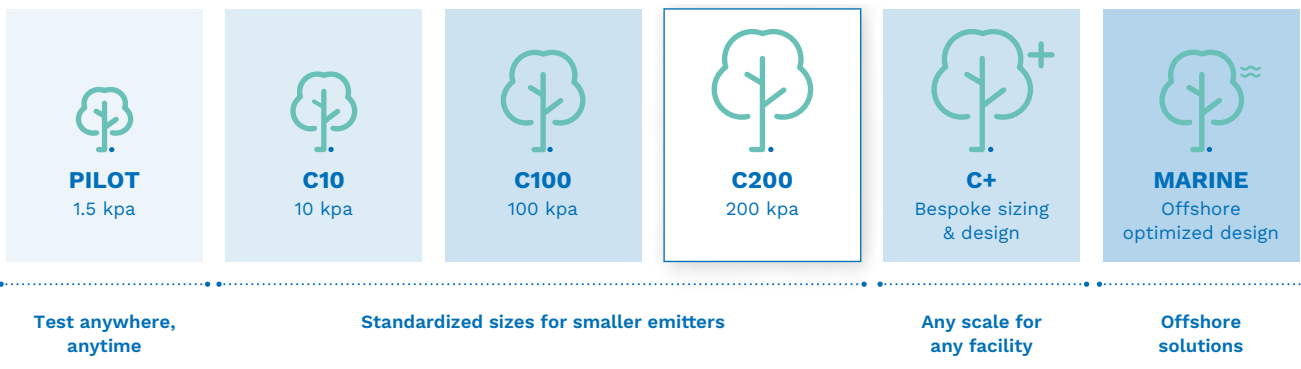 PILOT
1.5 kpa
C10
10 kpa
C100
100 kpa
C200
200 kpa
C+
Bespoke sizing
& design
MARINE
Offshore
optimized design
Test anywhere,
anytime
Standardized sizes for smaller emitters
Any scale for
any facility
Offshore
solutions